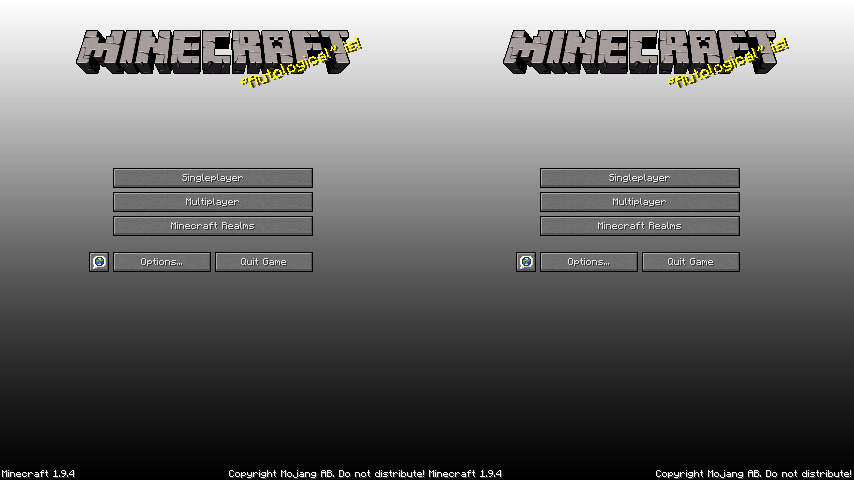 MINECRAFT MINECRAFT
"Autological" is! "Autological" is!
Singleplayer Singleplayer
Multiplayer Multiplayer
Minecraft Realms Minecraft Realms
Options... Quit Game Options... Quit Game
Minecraft 1.9.4 Copyright Mojang AB. Do not distribute! Minecraft 1.9.4 Copyright Mojang AB. Do not distribute!